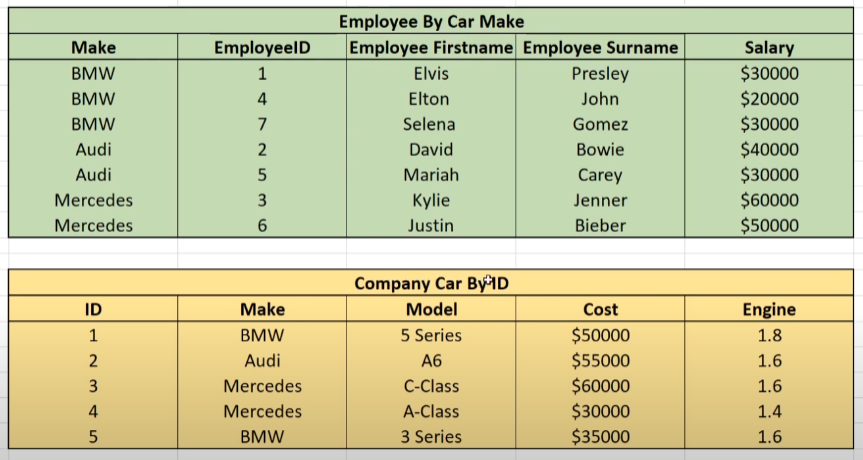 Employee By Car Make
Make EmployeeID Employee Firstname Employee Surname Salary
BMW 1 Elvis Presley $30000
BMW 4 Elton John $20000
BMW 7 Selena Gomez $30000
Audi 2 David Bowie $40000
Audi 5 Mariah Carey $30000
Mercedes 3 Kylie Jenner $60000
Mercedes 6 Justin Bieber $50000
Company Car By ID
ID Make Model Cost Engine
1 BMW 5 Series $50000 1.8
2 Audi A6 $55000 1.6
3 Mercedes C-Class $60000 1.6
4 Mercedes A-Class $30000 1.4
5 BMW 3 Series $35000 1.6